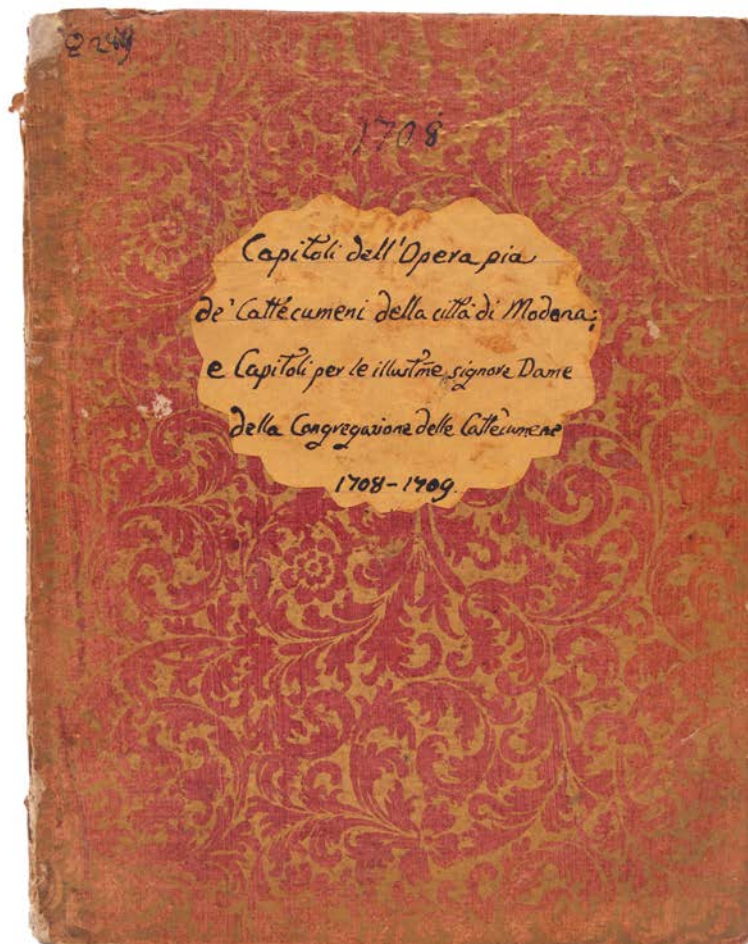 1708
Capitoli dell'Opera pia
de' Cattecumeni della città di Modena;
e Capitoli per le illustm̃e signore Dame
della Congregazione delle Cattecumene
1708-1709.